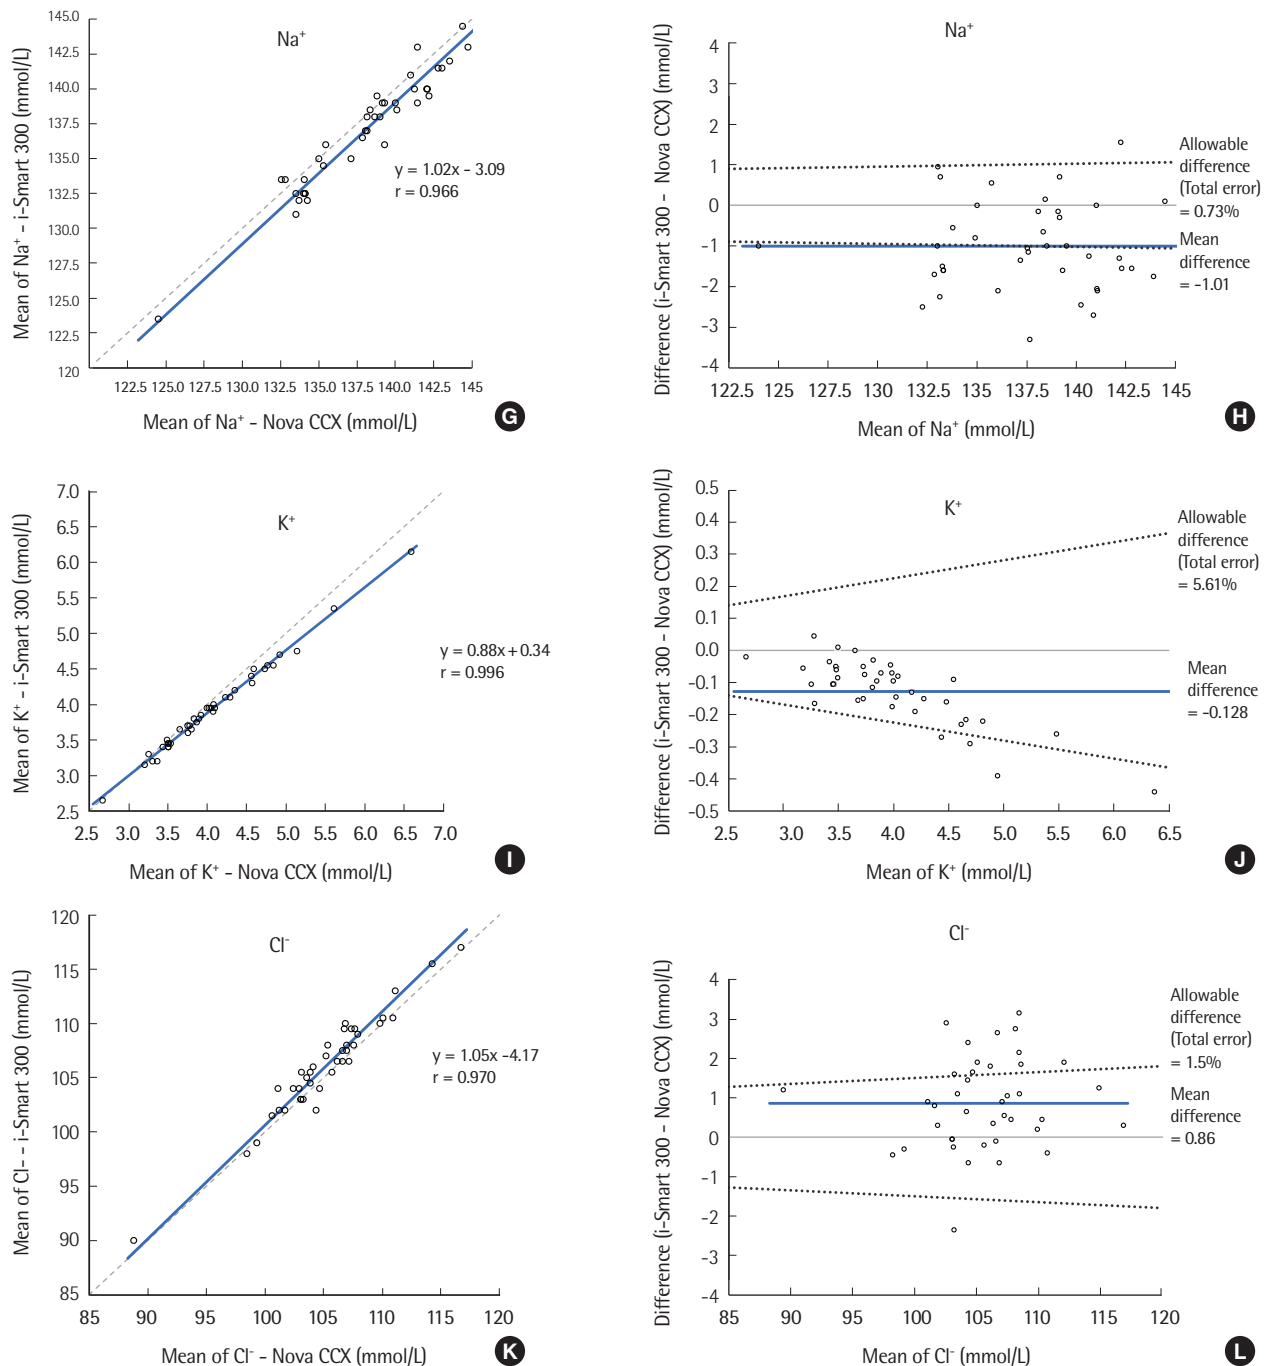 Na⁺
Mean of Na⁺ - i-Smart 300 (mmol/L)
145.0
142.5
140.0
137.5
135.0
132.5
130.0
127.5
125.0
122.5
120
y = 1.02x - 3.09
r = 0.966
122.5 125.0 127.5 130.0 132.5 135.0 137.5 140.0 142.5 145
Mean of Na⁺ - Nova CCX (mmol/L)
G
Na⁺
Difference (i-Smart 300 - Nova CCX) (mmol/L)
4
3
2
1
0
-1
-2
-3
-4
Allowable
difference
(Total error)
= 0.73%
Mean
difference
= -1.01
122.5 125 127.5 130 132.5 135 137.5 140 142.5 145
Mean of Na⁺ (mmol/L)
H
K⁺
Mean of K⁺ - i-Smart 300 (mmol/L)
7.0
6.5
6.0
5.5
5.0
4.5
4.0
3.5
3.0
2.5
y = 0.88x+0.34
r = 0.996
2.5 3.0 3.5 4.0 4.5 5.0 5.5 6.0 6.5 7.0
Mean of K⁺ - Nova CCX (mmol/L)
I
K⁺
Difference (i-Smart 300 - Nova CCX) (mmol/L)
0.5
0.4
0.3
0.2
0.1
0.0
-0.1
-0.2
-0.3
-0.4
-0.5
Allowable
difference
(Total error)
= 5.61%
Mean
difference
= -0.128
2.5 3.0 3.5 4.0 4.5 5.0 5.5 6.0 6.5
Mean of K⁺ (mmol/L)
J
Cl⁻
Mean of Cl- - i-Smart 300 (mmol/L)
120
115
110
105
100
95
90
85
y = 1.05x -4.17
r = 0.970
85 90 95 100 105 110 115 120
Mean of Cl⁻ - Nova CCX (mmol/L)
K
Cl⁻
Difference (i-Smart 300 - Nova CCX) (mmol/L)
4
3
2
1
0
-1
-2
-3
-4
Allowable
difference
(Total error)
= 1.5%
Mean
difference
= 0.86
85 90 95 100 105 110 115 120
Mean of Cl⁻ (mmol/L)
L